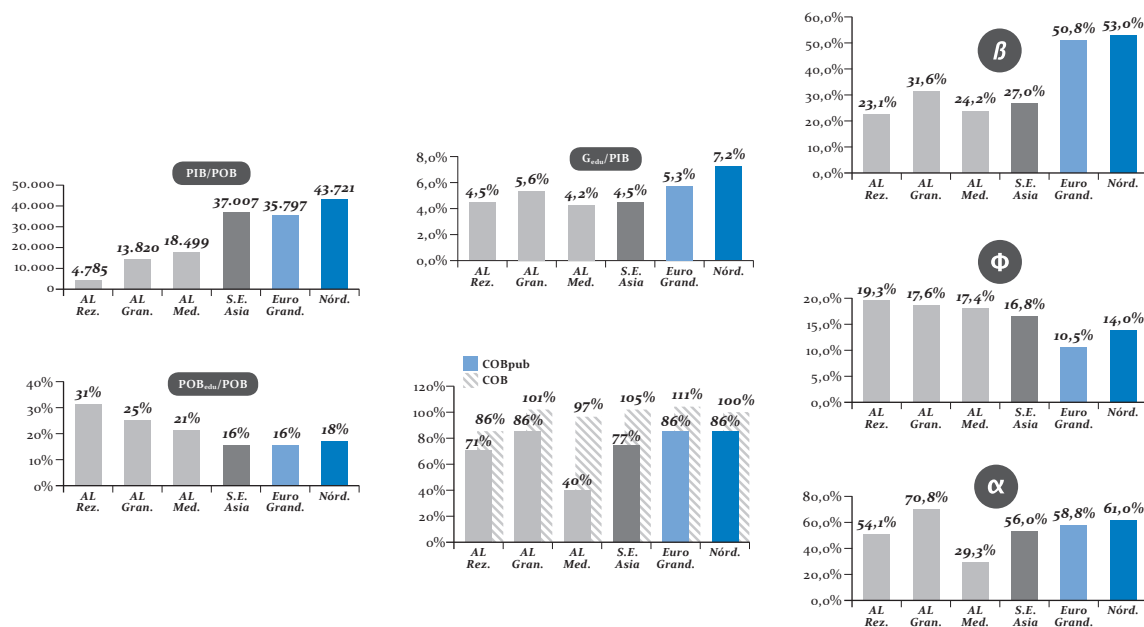 PIB/POB
50.000
40.000
30.000
20.000
10.000
0
4.785
13.820
18.499
37.007
35.797
43.721
AL Rez.
AL Gran.
AL Med.
S.E. Asia
Euro Grand.
Nórd.
POBedu/POB
40%
30%
20%
10%
0%
31%
25%
21%
16%
16%
18%
AL Rez.
AL Gran.
AL Med.
S.E. Asia
Euro Grand.
Nórd.
Gedu/PIB
8,0%
6,0%
4,0%
2,0%
0,0%
4,5%
5,6%
4,2%
4,5%
5,3%
7,2%
AL Rez.
AL Gran.
AL Med.
S.E. Asia
Euro Grand.
Nórd.
COBpub
COB
120%
100%
80%
60%
40%
20%
0%
71%
86%
86%
101%
40%
97%
77%
105%
86%
111%
86%
100%
AL Rez.
AL Gran.
AL Med.
S.E. Asia
Euro Grand.
Nórd.
ß
60,0%
50,0%
40,0%
30,0%
20,0%
10,0%
0,0%
23,1%
31,6%
24,2%
27,0%
50,8%
53,0%
AL Rez.
AL Gran.
AL Med.
S.E. Asia
Euro Grand.
Nórd.
Φ
20,0%
15,0%
10,0%
5,0%
0,0%
19,3%
17,6%
17,4%
16,8%
10,5%
14,0%
AL Rez.
AL Gran.
AL Med.
S.E. Asia
Euro Grand.
Nórd.
α
80,0%
60,0%
40,0%
20,0%
0,0%
54,1%
70,8%
29,3%
56,0%
58,8%
61,0%
AL Rez.
AL Gran.
AL Med.
S.E. Asia
Euro Grand.
Nórd.